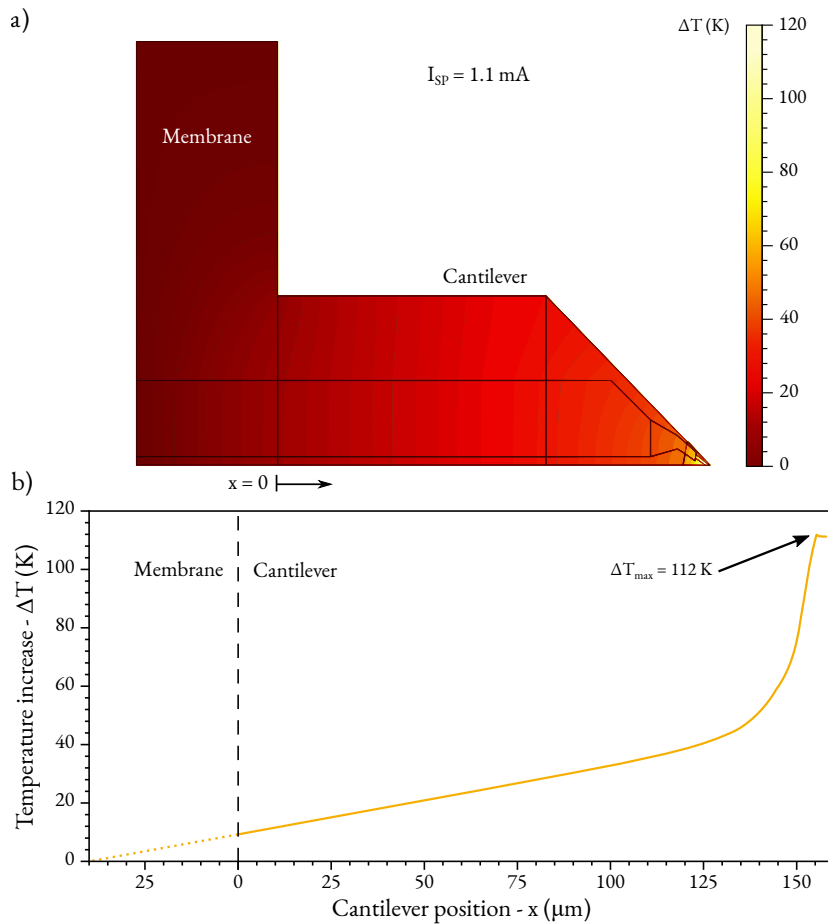 a)
ΔT (K)
I_SP = 1.1 mA
Membrane
Cantilever
120
100
80
60
40
20
0
x = 0
b)
Temperature increase - ΔT (K)
120
100
80
60
40
20
0
Membrane
Cantilever
ΔT_max = 112 K
25
0
25
50
75
100
125
150
Cantilever position - x (μm)